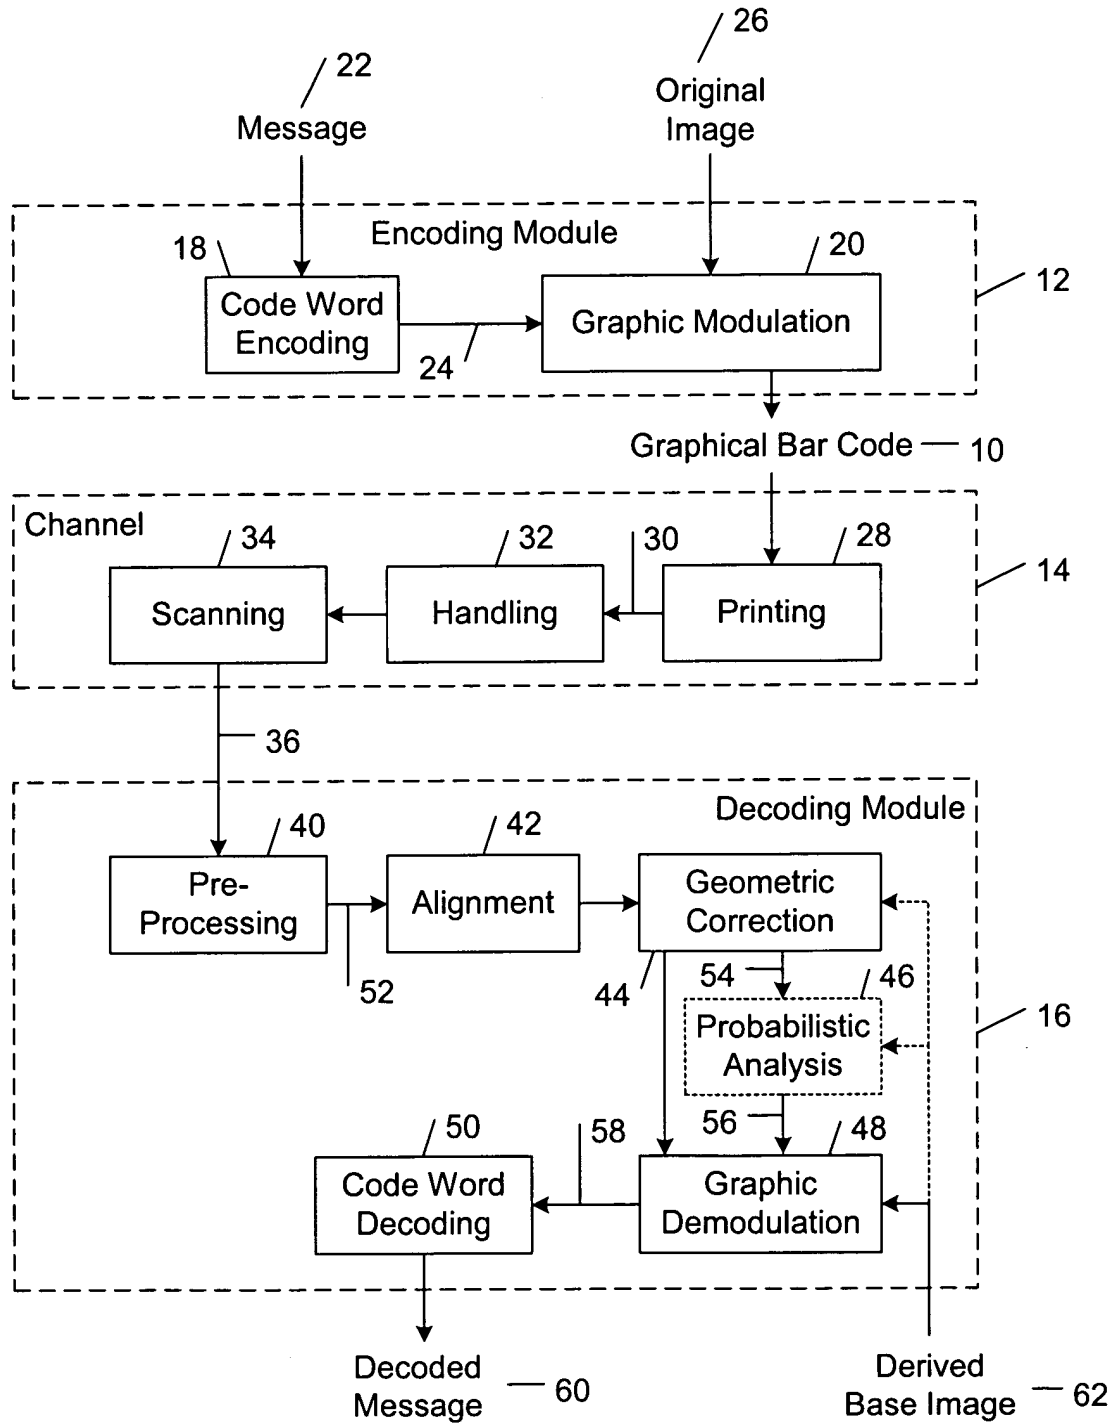 26
22
Original
Image
Message
Encoding Module
18
20
12
Code Word
Encoding
Graphic Modulation
24
Graphical Bar Code
10
Channel
34
32
30
28
14
Scanning
Handling
Printing
36
Decoding Module
40
42
Pre-
Processing
Alignment
Geometric
Correction
52
44
54
46
16
Probabilistic
Analysis
56
50
58
48
Code Word
Decoding
Graphic
Demodulation
Decoded
Message
60
Derived
Base Image
62